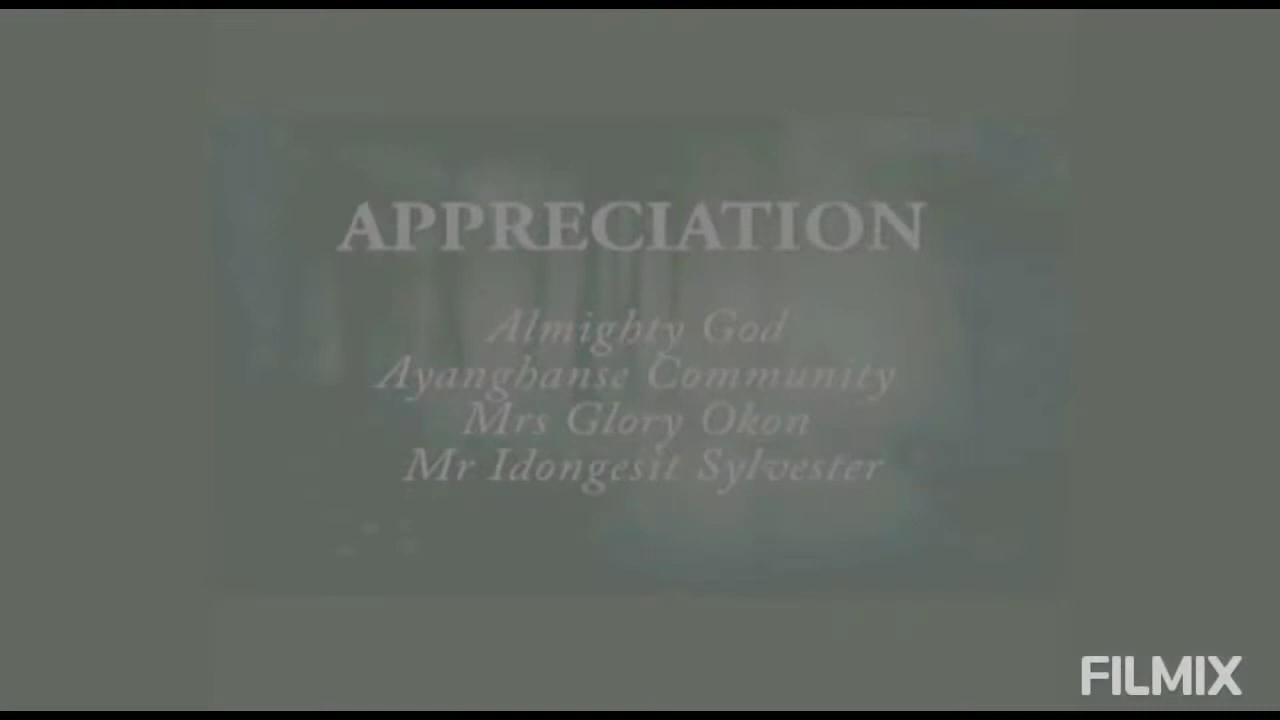 APPRECIATION
Almighty God
Ayanghanse Community
Mrs Glory Okon
Mr Idongesit Sylvester
FILMIX